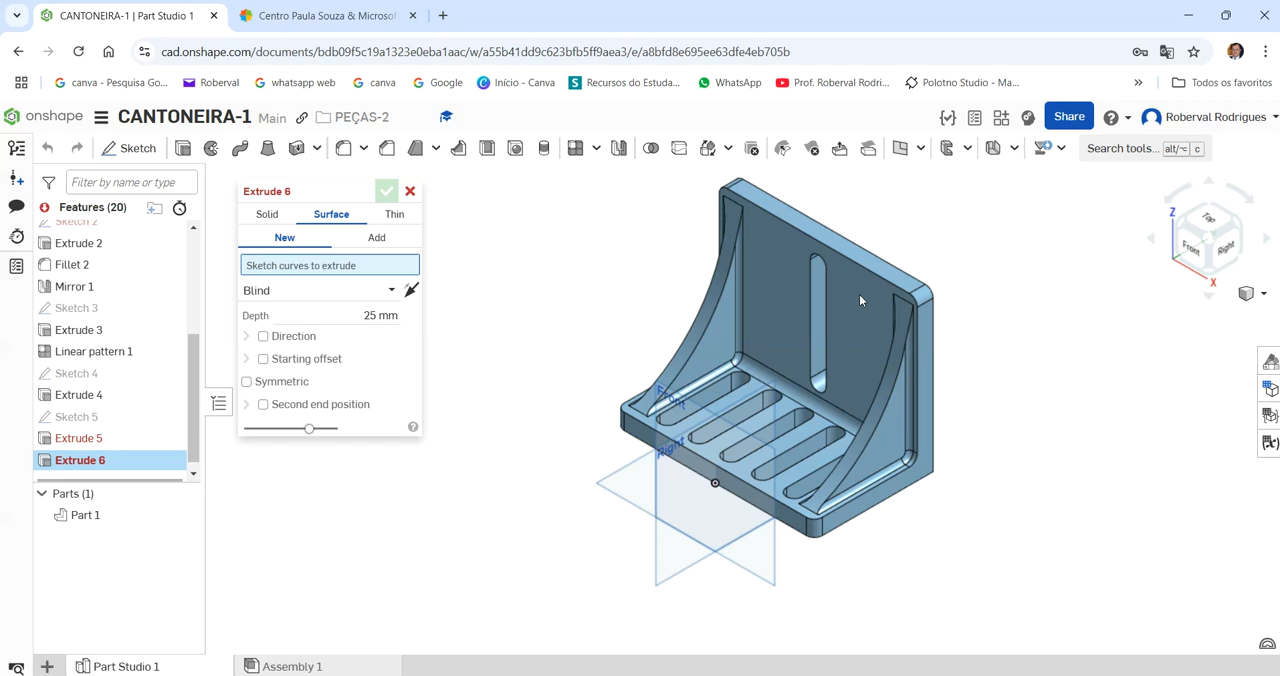 CANTONEIRA-1 | Part Studio 1
Centro Paula Souza & Microsof
cad.onshape.com/documents/bdb09f5c19a1323e0eba1aac/w/a55b41dd9c623bfb5ff9aea3/e/a8bfd8e695ee63dfe4eb705b
canva - Pesquisa Go...
Roberval
whatsapp web
canva
Google
Início - Canva
Recursos do Estuda...
WhatsApp
Prof. Roberval Rodri...
Polotno Studio - Ma...
»
Todos os favoritos
onshape
CANTONEIRA-1 Main
PEÇAS-2
Share
Roberval Rodrigues
Sketch
Search tools... alt/⌥ c
Filter by name or type
Features (20)
Sketch 2
Extrude 2
Fillet 2
Mirror 1
Sketch 3
Extrude 3
Linear pattern 1
Sketch 4
Extrude 4
Sketch 5
Extrude 5
Extrude 6
Parts (1)
Part 1
Extrude 6
Solid Surface Thin
New Add
Sketch curves to extrude
Blind
Depth 25 mm
Direction
Starting offset
Symmetric
Second end position
Front
Right
Z
Top
Front
Right
X
Part Studio 1
Assembly 1